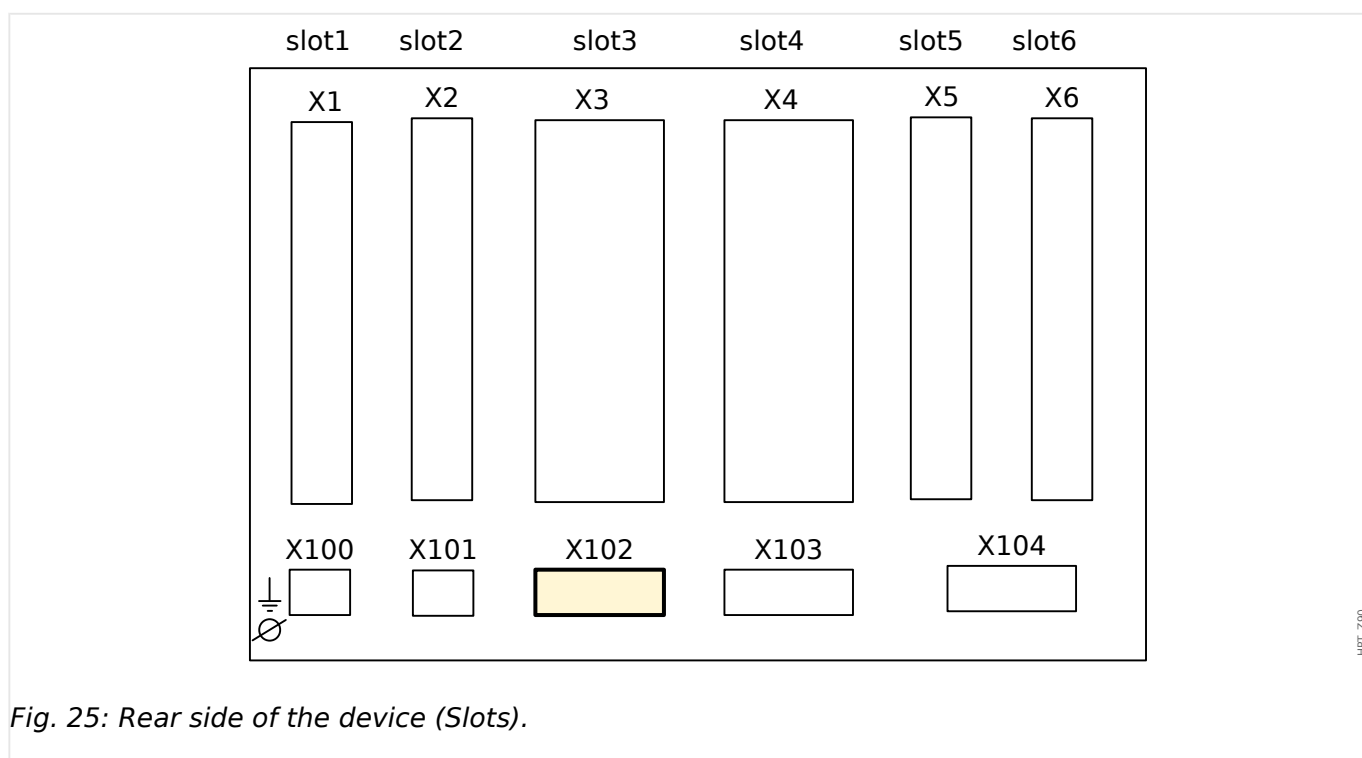 slot1 slot2 slot3 slot4 slot5 slot6
X1 X2 X3 X4 X5 X6
X100 X101 X102 X103 X104
Fig. 25: Rear side of the device (Slots).